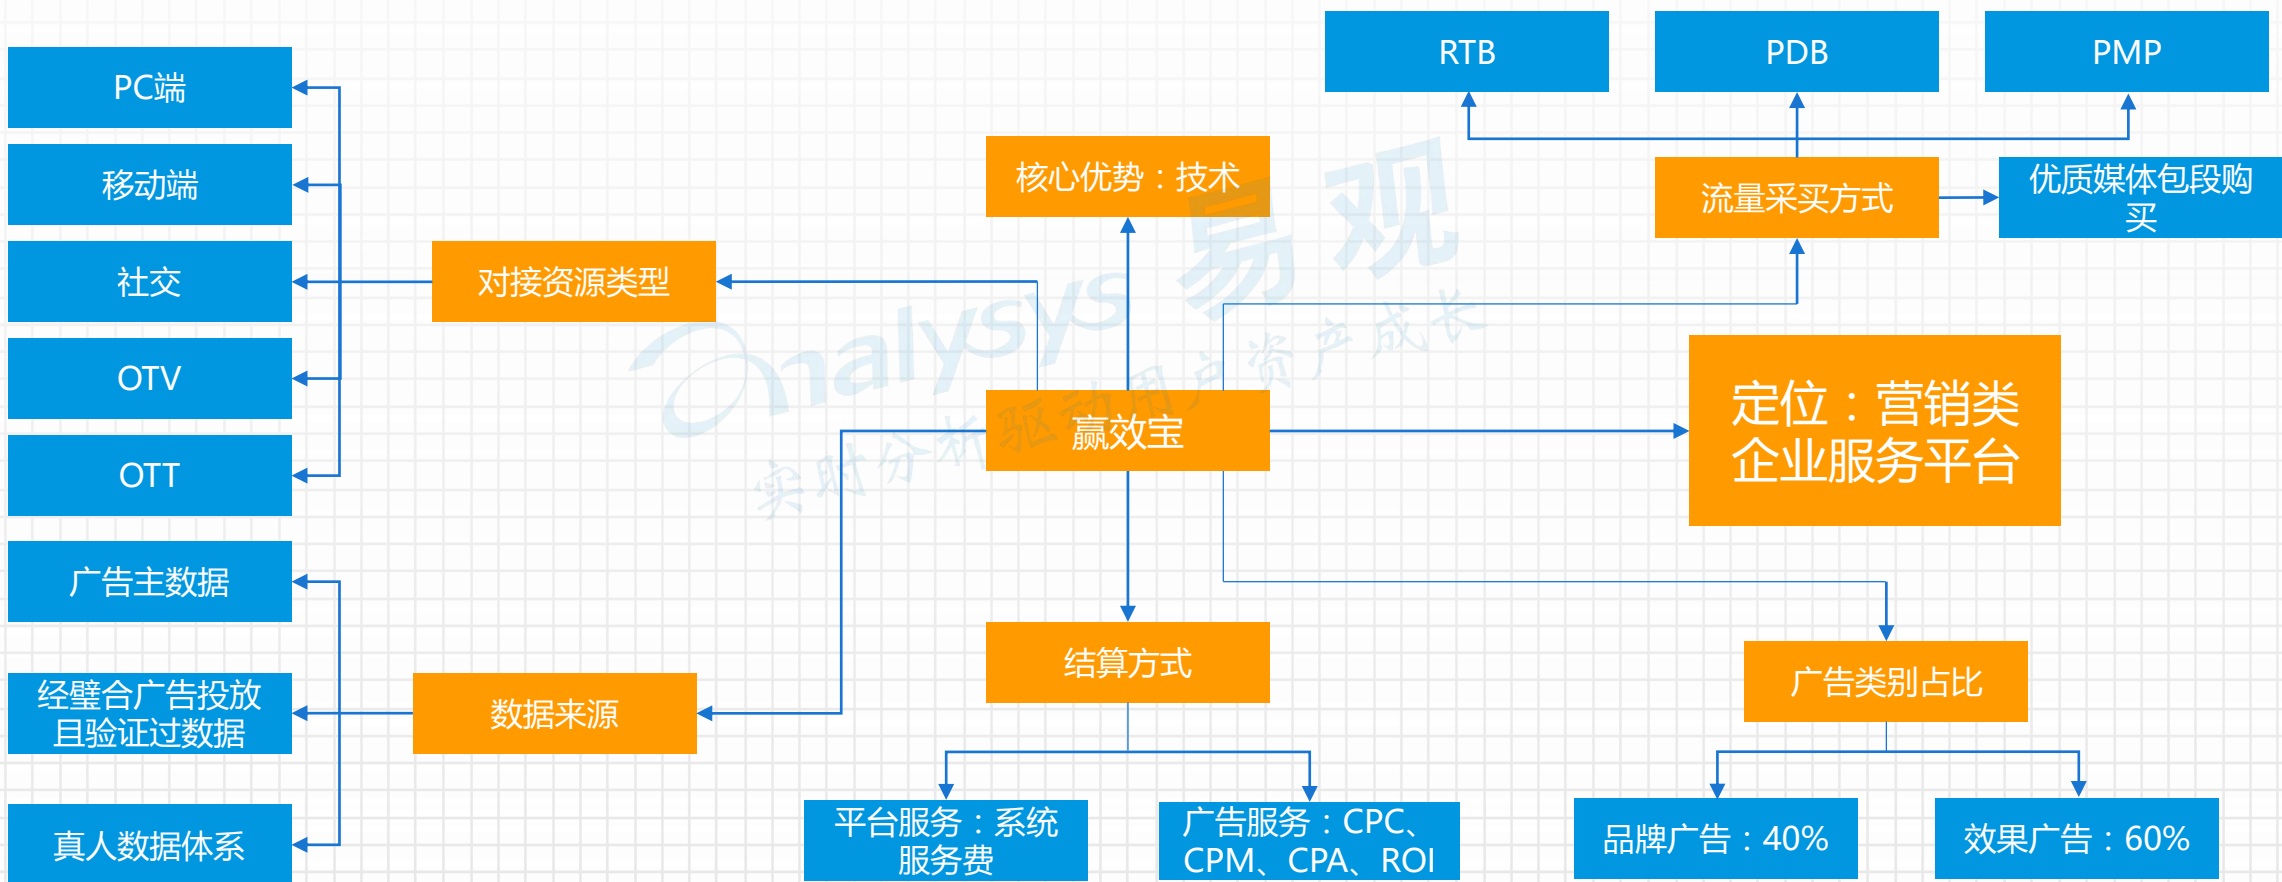 RTB
PDB
PMP
PC端
移动端
社交
OTV
OTT
核心优势：技术
流量采买方式
优质媒体包段购
买
对接资源类型
定位：营销类
企业服务平台
赢效宝
广告主数据
经璧合广告投放
且验证过数据
真人数据体系
数据来源
结算方式
广告类别占比
平台服务：系统
服务费
广告服务：CPC、
CPM、CPA、ROI
品牌广告：40%
效果广告：60%
analysys 易观
实时分析驱动用户资产成长